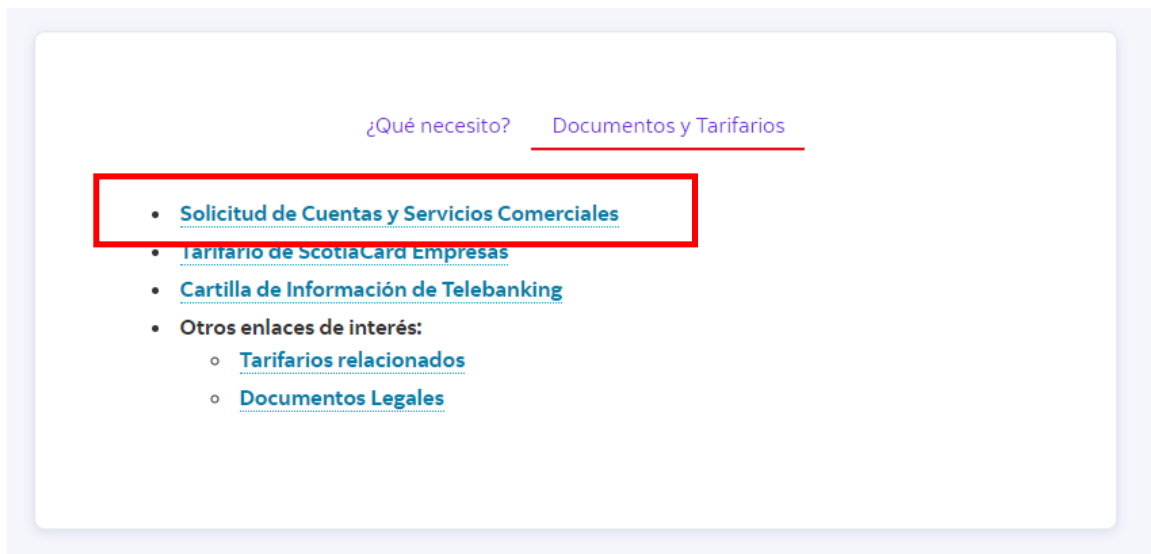 ¿Qué necesito? Documentos y Tarifarios
Solicitud de Cuentas y Servicios Comerciales
Tarifario de ScotiaCard Empresas
Cartilla de Información de Telebanking
Otros enlaces de interés:
Tarifarios relacionados
Documentos Legales